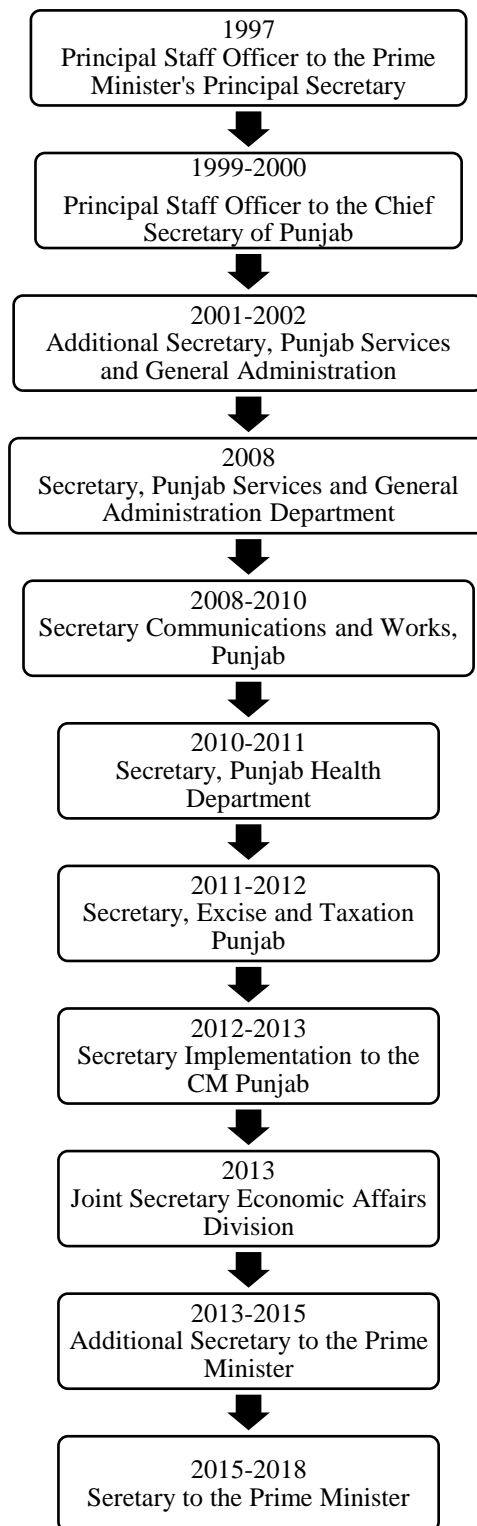 1997
Principal Staff Officer to the Prime
Minister's Principal Secretary
1999-2000
Principal Staff Officer to the Chief
Secretary of Punjab
2001-2002
Additional Secretary, Punjab Services
and General Administration
2008
Secretary, Punjab Services and General
Administration Department
2008-2010
Secretary Communications and Works,
Punjab
2010-2011
Secretary, Punjab Health
Department
2011-2012
Secretary, Excise and Taxation
Punjab
2012-2013
Secretary Implementation to the
CM Punjab
2013
Joint Secretary Economic Affairs
Division
2013-2015
Additional Secretary to the Prime
Minister
2015-2018
Seretary to the Prime Minister